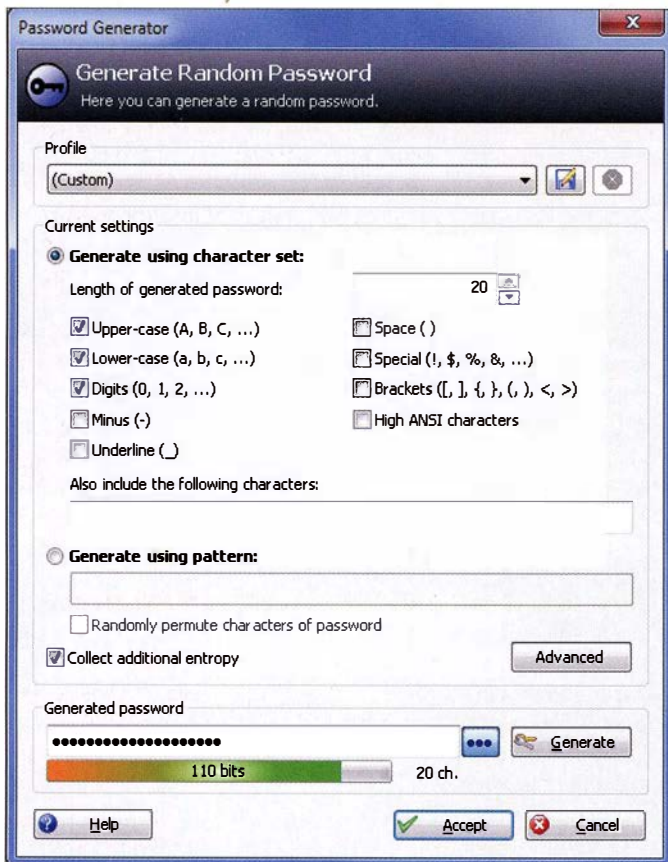 Password Generator
Generate Random Password
Here you can generate a random password.
Profile
(Custom)
Current settings
Generate using character set:
Length of generated password: 20
Upper-case (A, B, C, ...)
Space ( )
Lower-case (a, b, c, ...)
Special (!, $, %, &, ...)
Digits (0, 1, 2, ...)
Brackets ([, ], {, }, (, ), <, >)
Minus (-)
High ANSI characters
Underline (_)
Also include the following characters:
Generate using pattern:
Randomly permute characters of password
Collect additional entropy
Advanced
Generated password
●●●●●●●●●●●●●●●●●●●●
Generate
110 bits
20 ch.
Help
Accept
Cancel